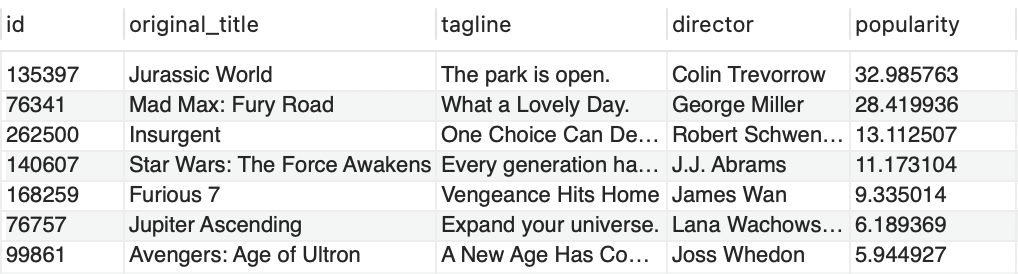 id original_title tagline director popularity
135397 Jurassic World The park is open. Colin Trevorrow 32.985763
76341 Mad Max: Fury Road What a Lovely Day. George Miller 28.419936
262500 Insurgent One Choice Can De... Robert Schwen... 13.112507
140607 Star Wars: The Force Awakens Every generation ha... J.J. Abrams 11.173104
168259 Furious 7 Vengeance Hits Home James Wan 9.335014
76757 Jupiter Ascending Expand your universe. Lana Wachows... 6.189369
99861 Avengers: Age of Ultron A New Age Has Co... Joss Whedon 5.944927